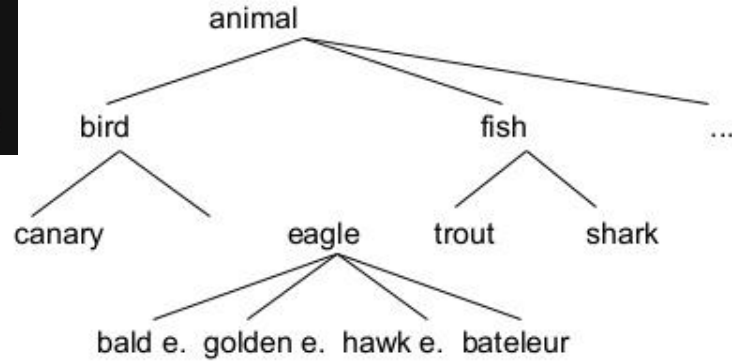 animal
bird fish ...
canary eagle trout shark
bald e. golden e. hawk e. bateleur